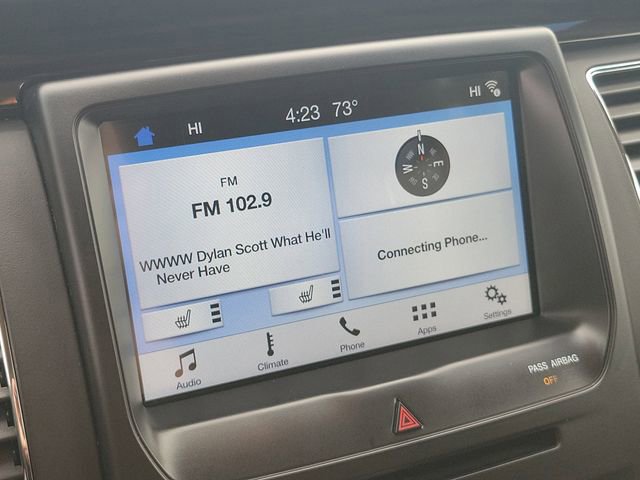 HI 4:23 73° HI
FM
FM 102.9
WWWW Dylan Scott What He'll
Never Have
N
W E
S
Connecting Phone...
Audio Climate Phone Apps Settings
PASS AIRBAG
OFF